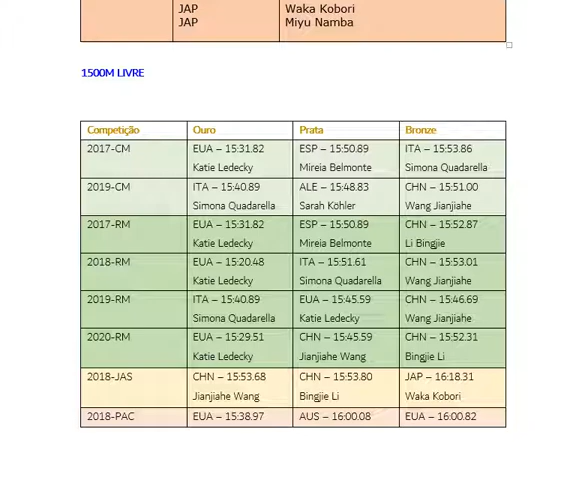 JAP Waka Kobori
JAP Miyu Namba
1500M LIVRE
Competição Ouro Prata Bronze
2017-CM EUA – 15:31.82 ESP – 15:50.89 ITA – 15:53.86
Katie Ledecky Mireia Belmonte Simona Quadarella
2019-CM ITA – 15:40.89 ALE – 15:48.83 CHN – 15:51.00
Simona Quadarella Sarah Köhler Wang Jianjiahe
2017-RM EUA – 15:31.82 ESP – 15:50.89 CHN – 15:52.87
Katie Ledecky Mireia Belmonte Li Bingjie
2018-RM EUA – 15:20.48 ITA – 15:51.61 CHN – 15:53.01
Katie Ledecky Simona Quadarella Wang Jianjiahe
2019-RM ITA – 15:40.89 EUA – 15:45.59 CHN – 15:46.69
Simona Quadarella Katie Ledecky Wang Jianjiahe
2020-RM EUA – 15:29.51 CHN – 15:45.59 CHN – 15:52.31
Katie Ledecky Jianjiahe Wang Bingjie Li
2018-JAS CHN – 15:53.68 CHN – 15:53.80 JAP – 16:18.31
Jianjiahe Wang Bingjie Li Waka Kobori
2018-PAC EUA – 15:38.97 AUS – 16:00.08 EUA – 16:00.82